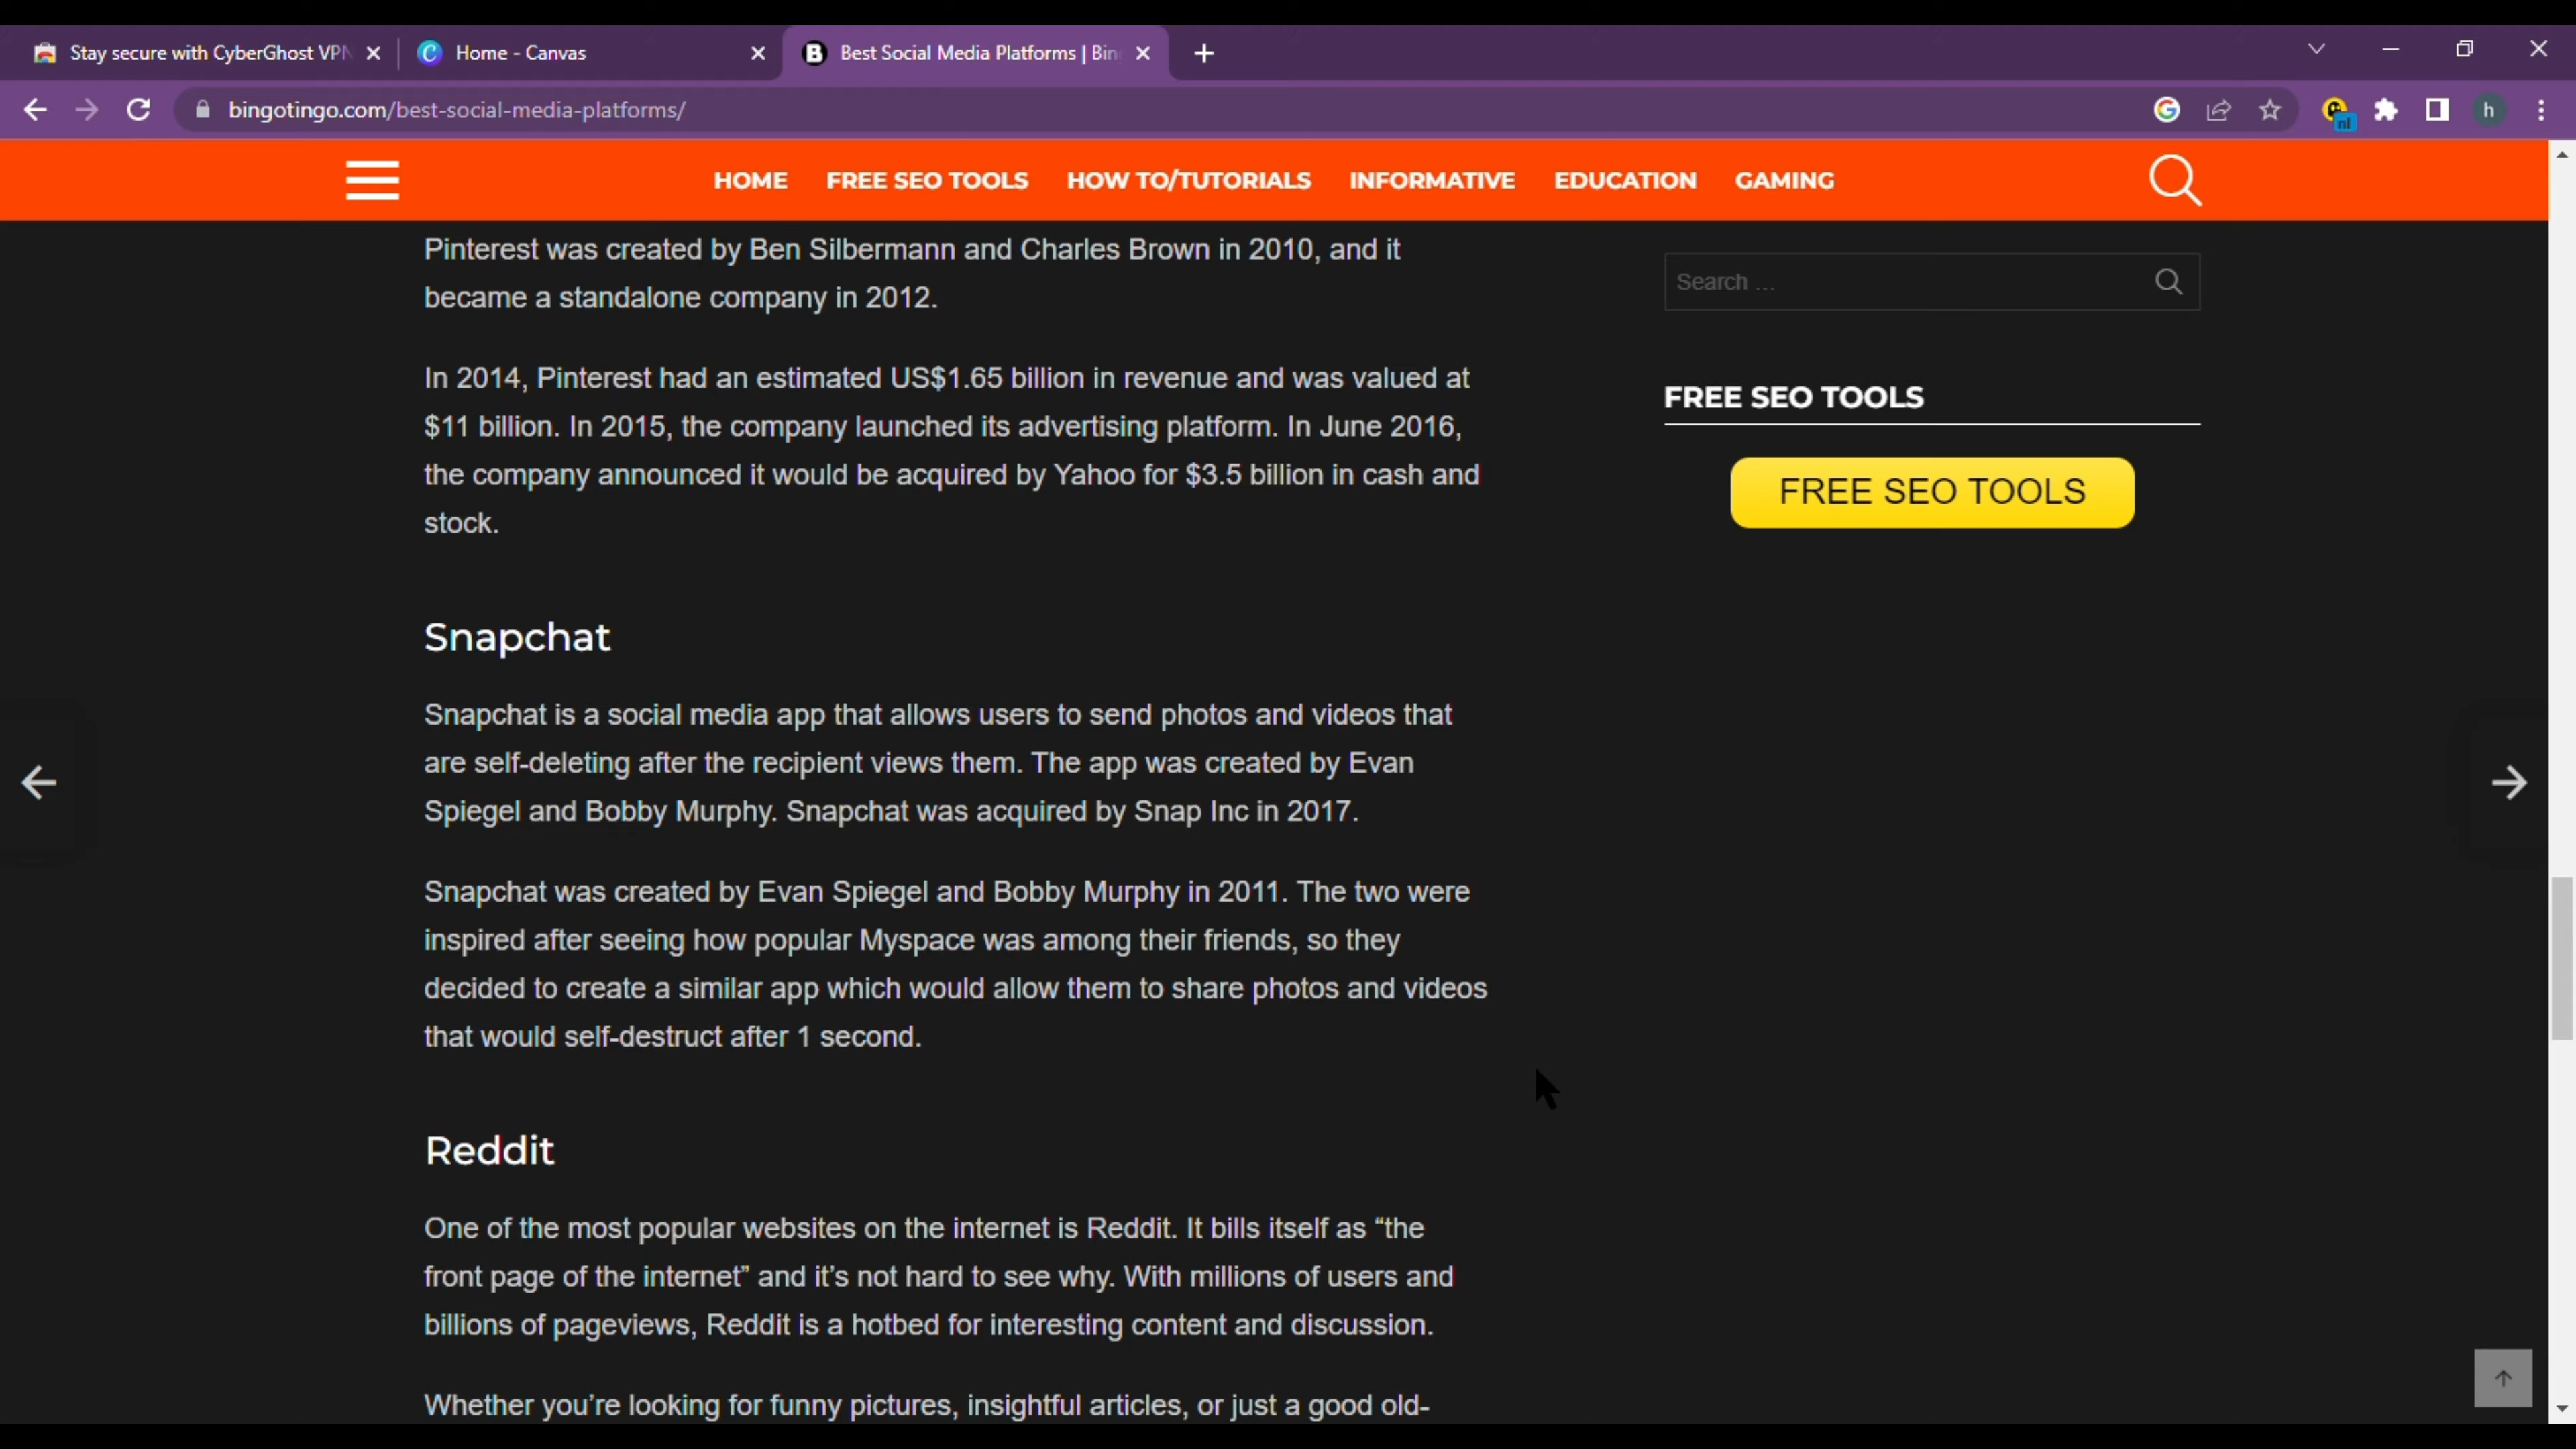 Stay secure with CyberGhost VPN
Home - Canvas
Best Social Media Platforms | Bin
bingotingo.com/best-social-media-platforms/
nl
h
HOME
FREE SEO TOOLS
HOW TO/TUTORIALS
INFORMATIVE
EDUCATION
GAMING
Pinterest was created by Ben Silbermann and Charles Brown in 2010, and it
became a standalone company in 2012.
In 2014, Pinterest had an estimated US$1.65 billion in revenue and was valued at
$11 billion. In 2015, the company launched its advertising platform. In June 2016,
the company announced it would be acquired by Yahoo for $3.5 billion in cash and
stock.
Snapchat
Snapchat is a social media app that allows users to send photos and videos that
are self-deleting after the recipient views them. The app was created by Evan
Spiegel and Bobby Murphy. Snapchat was acquired by Snap Inc in 2017.
Snapchat was created by Evan Spiegel and Bobby Murphy in 2011. The two were
inspired after seeing how popular Myspace was among their friends, so they
decided to create a similar app which would allow them to share photos and videos
that would self-destruct after 1 second.
Reddit
One of the most popular websites on the internet is Reddit. It bills itself as “the
front page of the internet” and it’s not hard to see why. With millions of users and
billions of pageviews, Reddit is a hotbed for interesting content and discussion.
Whether you’re looking for funny pictures, insightful articles, or just a good old-
Search ...
FREE SEO TOOLS
FREE SEO TOOLS